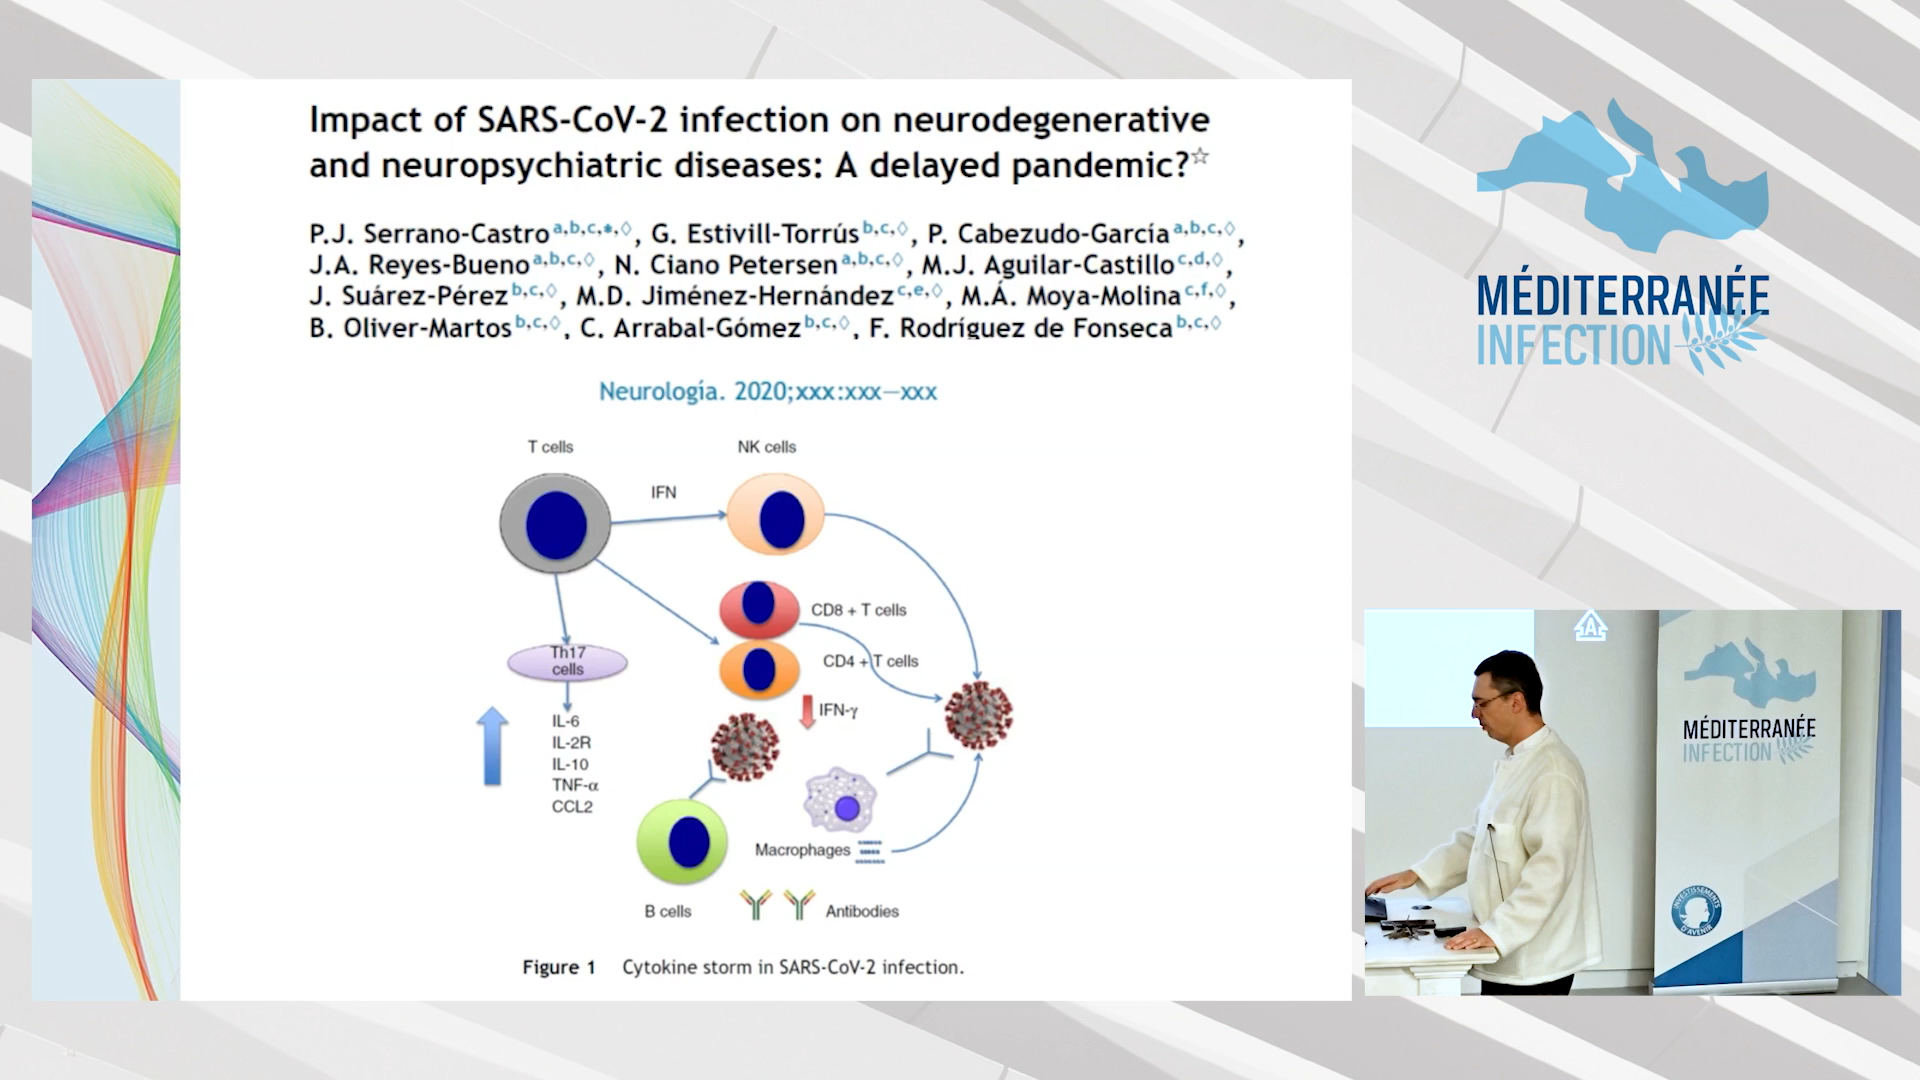 Impact of SARS-CoV-2 infection on neurodegenerative
and neuropsychiatric diseases: A delayed pandemic?☆
P.J. Serrano-Castro a,b,c,*,◊, G. Estivill-Torrús b,c,◊, P. Cabezudo-García a,b,c,◊,
J.A. Reyes-Bueno a,b,c,◊, N. Ciano Petersen a,b,c,◊, M.J. Aguilar-Castillo c,d,◊,
J. Suárez-Pérez b,c,◊, M.D. Jiménez-Hernández c,e,◊, M.Á. Moya-Molina c,f,◊,
B. Oliver-Martos b,c,◊, C. Arrabal-Gómez b,c,◊, F. Rodríguez de Fonseca b,c,◊
Neurología. 2020;xxx:xxx—xxx
T cells
NK cells
IFN
CD8 + T cells
Th17
cells
CD4 + T cells
IFN-γ
IL-6
IL-2R
IL-10
TNF-α
CCL2
Macrophages
B cells
Antibodies
Figure 1 Cytokine storm in SARS-CoV-2 infection.
MÉDITERRANÉE
INFECTION
A
MÉDITERRANÉE
INFECTION
INVESTISSEMENTS
D'AVENIR